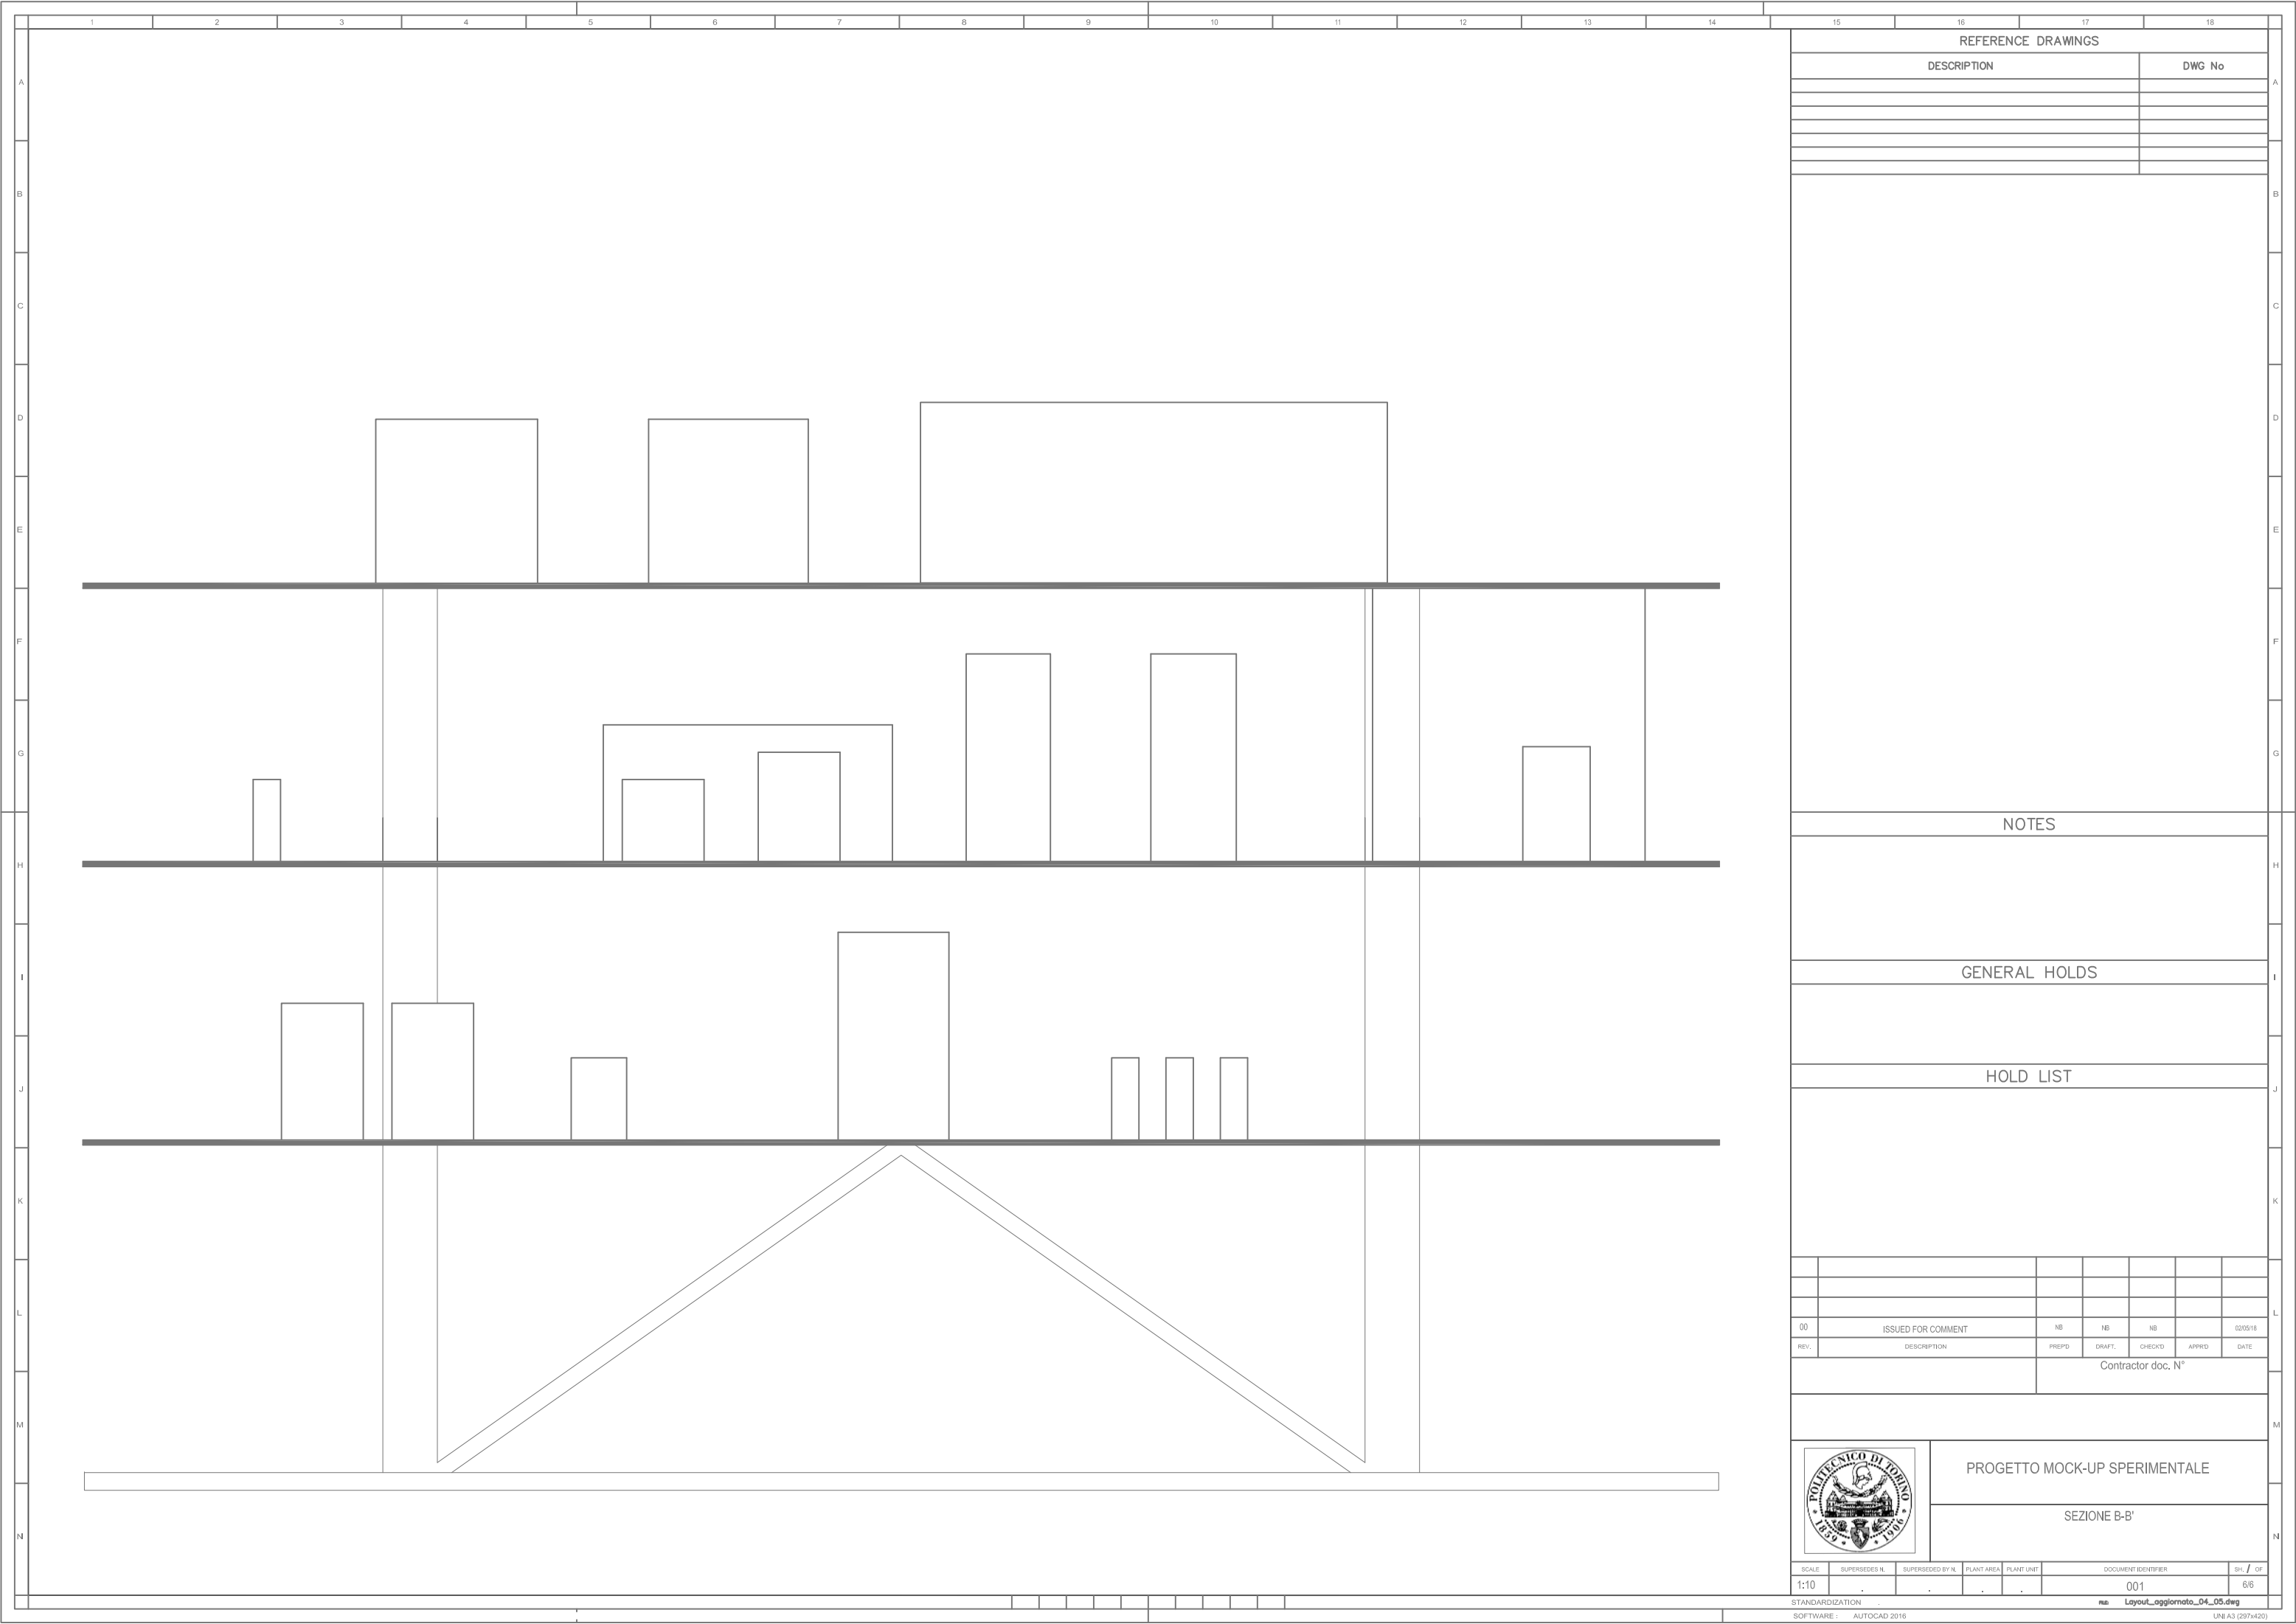 1 2 3 4 5 6 7 8 9 10 11 12 13 14 15 16 17 18
REFERENCE DRAWINGS
DESCRIPTION DWG No
A A
B B
C C
D D
E E
F F
G G
NOTES
H H
GENERAL HOLDS
I I
HOLD LIST
J J
K K
L L
00 ISSUED FOR COMMENT NB NB NB 02/05/18
REV. DESCRIPTION PREP'D DRAFT. CHECK'D APPR'D DATE
Contractor doc. N°
M M
POLITECNICO DI TORINO
* 1859 * * 1906 *
PROGETTO MOCK-UP SPERIMENTALE
SEZIONE B-B'
N N
SCALE SUPERSEDES N. SUPERSEDED BY N. PLANT AREA PLANT UNIT DOCUMENT IDENTIFIER SH. / OF
1:10 . . . . 001 6/6
STANDARDIZATION . FILE: Layout_aggiornato_04_05.dwg
SOFTWARE : AUTOCAD 2016 UNI A3 (297x420)